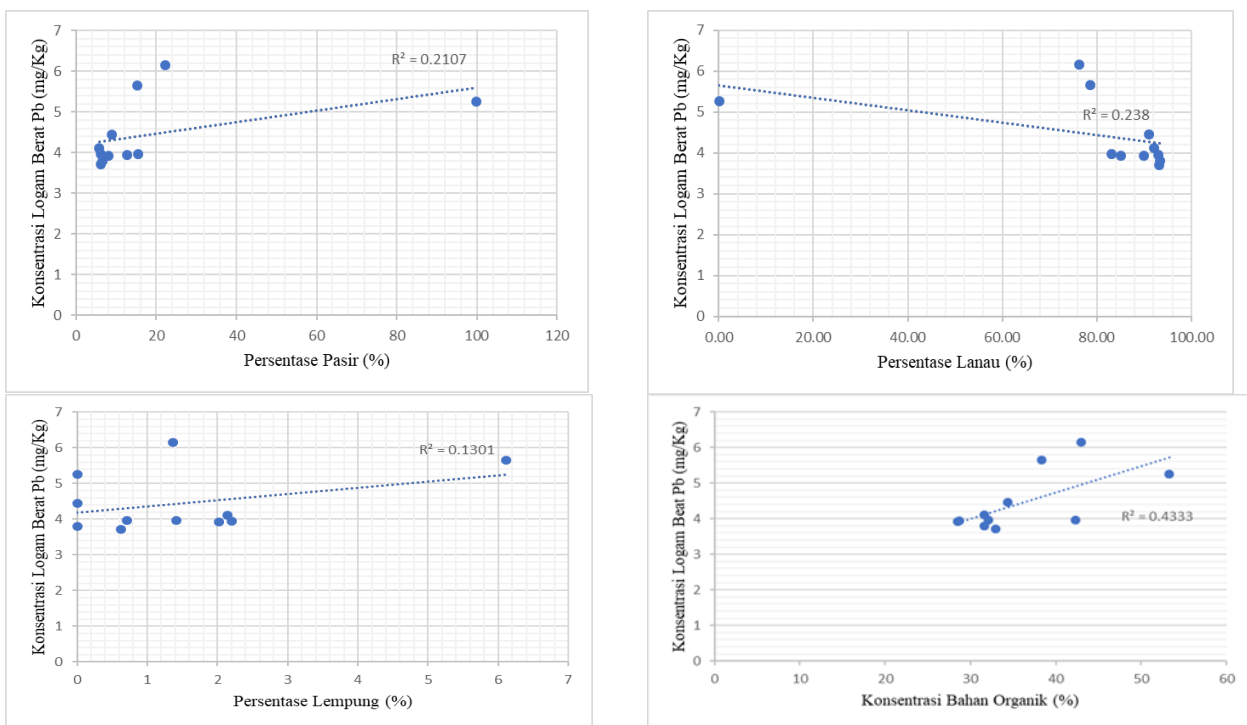 Konsentrasi Logam Berat Pb (mg/Kg)
7
6
5
4
3
2
1
0
R² = 0.2107
0 20 40 60 80 100 120
Persentase Pasir (%)
Konsentrasi Logam Berat Pb (mg/Kg)
7
6
5
4
3
2
1
0
R² = 0.238
0.00 20.00 40.00 60.00 80.00 100.00
Persentase Lanau (%)
Konsentrasi Logam Berat Pb (mg/Kg)
7
6
5
4
3
2
1
0
R² = 0.1301
0 1 2 3 4 5 6 7
Persentase Lempung (%)
Konsentrasi Logam Beat Pb (mg/Kg)
7
6
5
4
3
2
1
0
R² = 0.4333
0 10 20 30 40 50 60
Konsentrasi Bahan Organik (%)